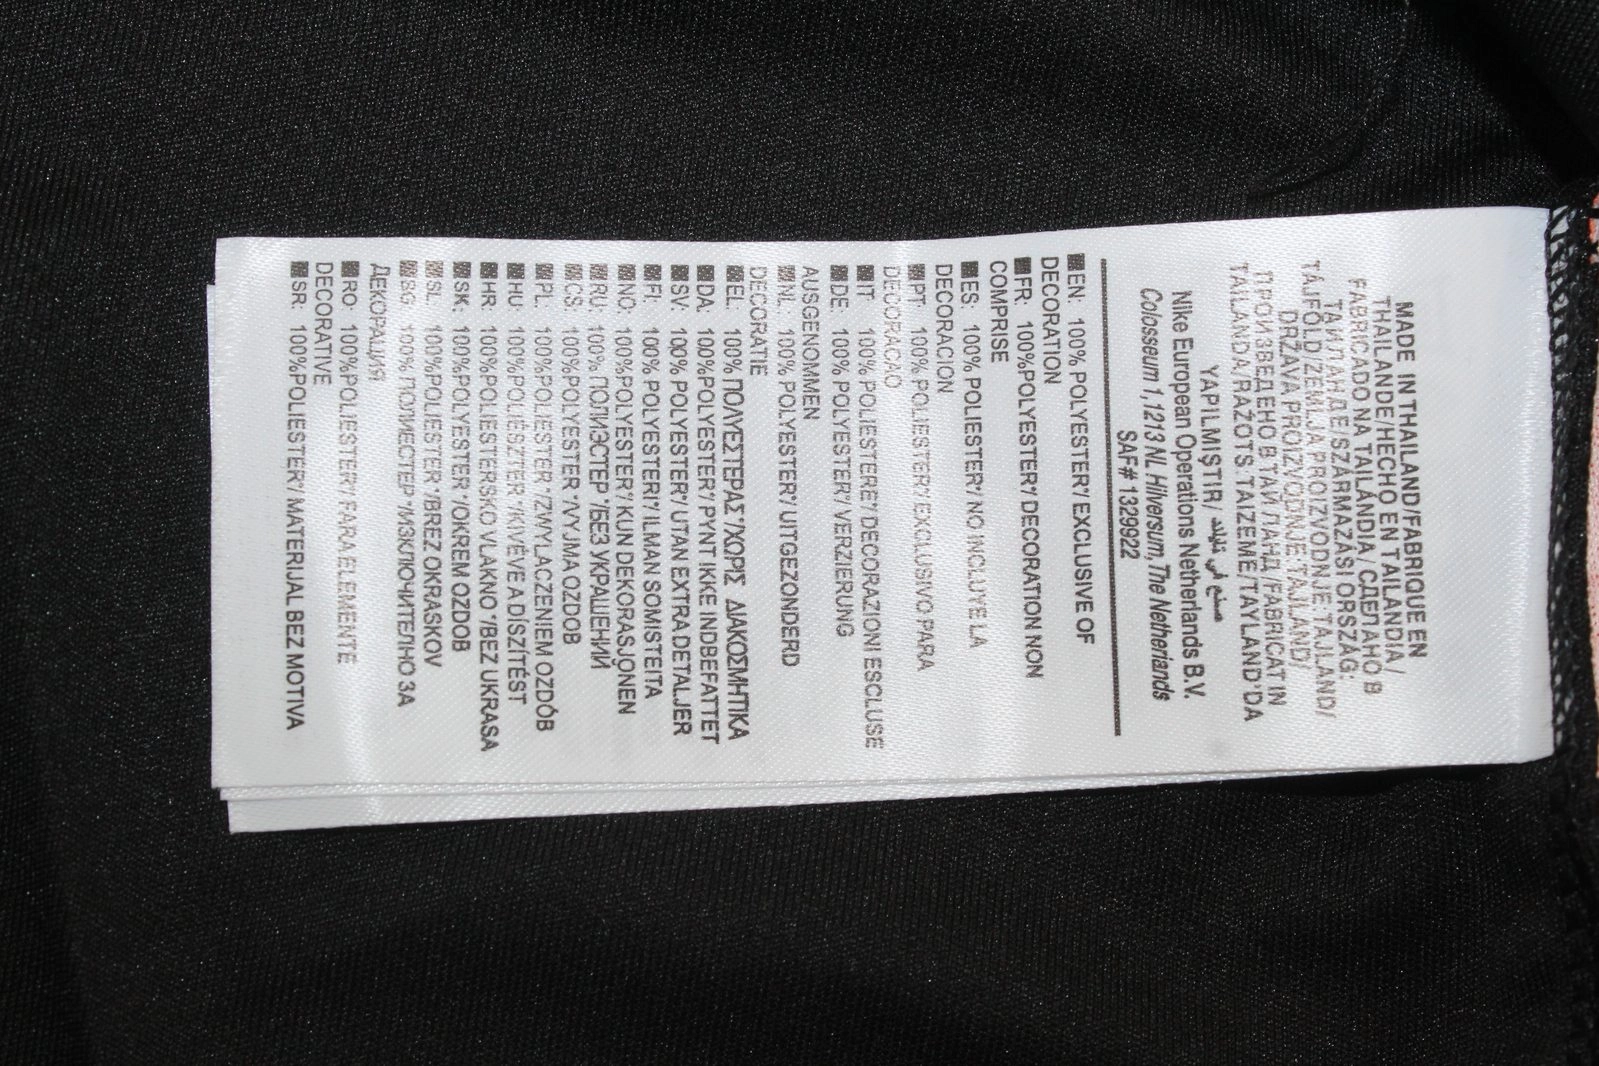 MADE IN THAILAND/FABRIQUE EN
THAILANDE/HECHO EN TAILANDIA/
FABRICADO NA TAILÁNDIA/ СДЕЛАНО В
ТАИЛАНДЕ/SZÁRMAZÁSI ORSZÁG:
TÁJFÖLD/ZEMLJA PROIZVODNJE:TAJLAND/
DRŽAVA PROIZVODNJE:TAJLAND/
ПРОИЗВЕДЕНО В ТАЙЛАНД/FABRICAT IN
TAILANDA/RAŽOTS TAIZEME/TAYLAND'DA
YAPILMIŞTIR/ صنع في تايلند
Nike European Operations Netherlands B.V.
Colosseum 1,1213 NL Hilversum,The Netherlands
SAF# 1329922
EN: 100% POLYESTER*/ EXCLUSIVE OF
DECORATION
FR: 100%POLYESTER*/ DECORATION NON
COMPRISE
ES: 100% POLIESTER*/ NO INCLUYE LA
DECORACION
PT: 100% POLIESTER*/ EXCLUSIVO PARA
DECORACAO
IT: 100% POLIESTERE*/ DECORAZIONI ESCLUSE
DE: 100% POLYESTER*/ VERZIERUNG
AUSGENOMMEN
NL: 100% POLYESTER*/ UITGEZONDERD
DECORATIE
EL: 100% ΠΟΛΥΕΣΤΕΡΑΣ*/ΧΩΡΙΣ ΔΙΑΚΟΣΜΗΤΙΚΑ
DA: 100%POLYESTER*/ PYNT IKKE INDBEFATTET
SV: 100% POLYESTER*/ UTAN EXTRA DETALJER
FI: 100% POLYESTERI*/ ILMAN SOMISTEITA
NO: 100%POLYESTER*/ KUN DEKORASJONEN
RU: 100% ПОЛИЭСТЕР*/БЕЗ УКРАШЕНИЙ
CS: 100%POLYESTER */VYJMA OZDOB
PL: 100%POLIESTER */ZWYLACZENIEM OZDÓB
HU: 100%POLIÉSZTER */KIVÉVE A DÍSZÍTÉST
HR: 100%POLIESTERSKO VLAKNO */BEZ UKRASA
SK: 100%POLYESTER */OKREM OZDOB
SL: 100%POLIESTER */BREZ OKRASKOV
BG: 100% ПОЛИЕСТЕР */ИЗКЛЮЧИТЕЛНО ЗА
ДЕКОРАЦИЯ
RO: 100%POLIESTER*/ FARA ELEMENTE
DECORATIVE
SR: 100%POLIESTER*/ MATERIJAL BEZ MOTIVA